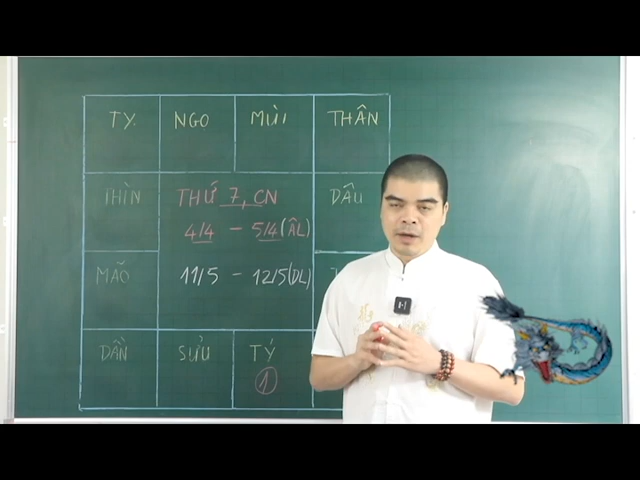 TỴ NGỌ MÙI THÂN
THÌN THỨ 7, CN DẬU
4/4 - 5/4 (ÂL)
MÃO 11/5 - 12/5 (DL)
DẦN SỬU TÝ
1